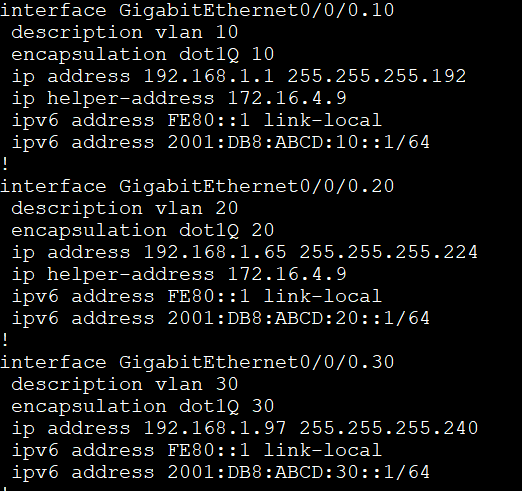 interface GigabitEthernet0/0/0.10
 description vlan 10
 encapsulation dot1Q 10
 ip address 192.168.1.1 255.255.255.192
 ip helper-address 172.16.4.9
 ipv6 address FE80::1 link-local
 ipv6 address 2001:DB8:ABCD:10::1/64
!
interface GigabitEthernet0/0/0.20
 description vlan 20
 encapsulation dot1Q 20
 ip address 192.168.1.65 255.255.255.224
 ip helper-address 172.16.4.9
 ipv6 address FE80::1 link-local
 ipv6 address 2001:DB8:ABCD:20::1/64
!
interface GigabitEthernet0/0/0.30
 description vlan 30
 encapsulation dot1Q 30
 ip address 192.168.1.97 255.255.255.240
 ipv6 address FE80::1 link-local
 ipv6 address 2001:DB8:ABCD:30::1/64